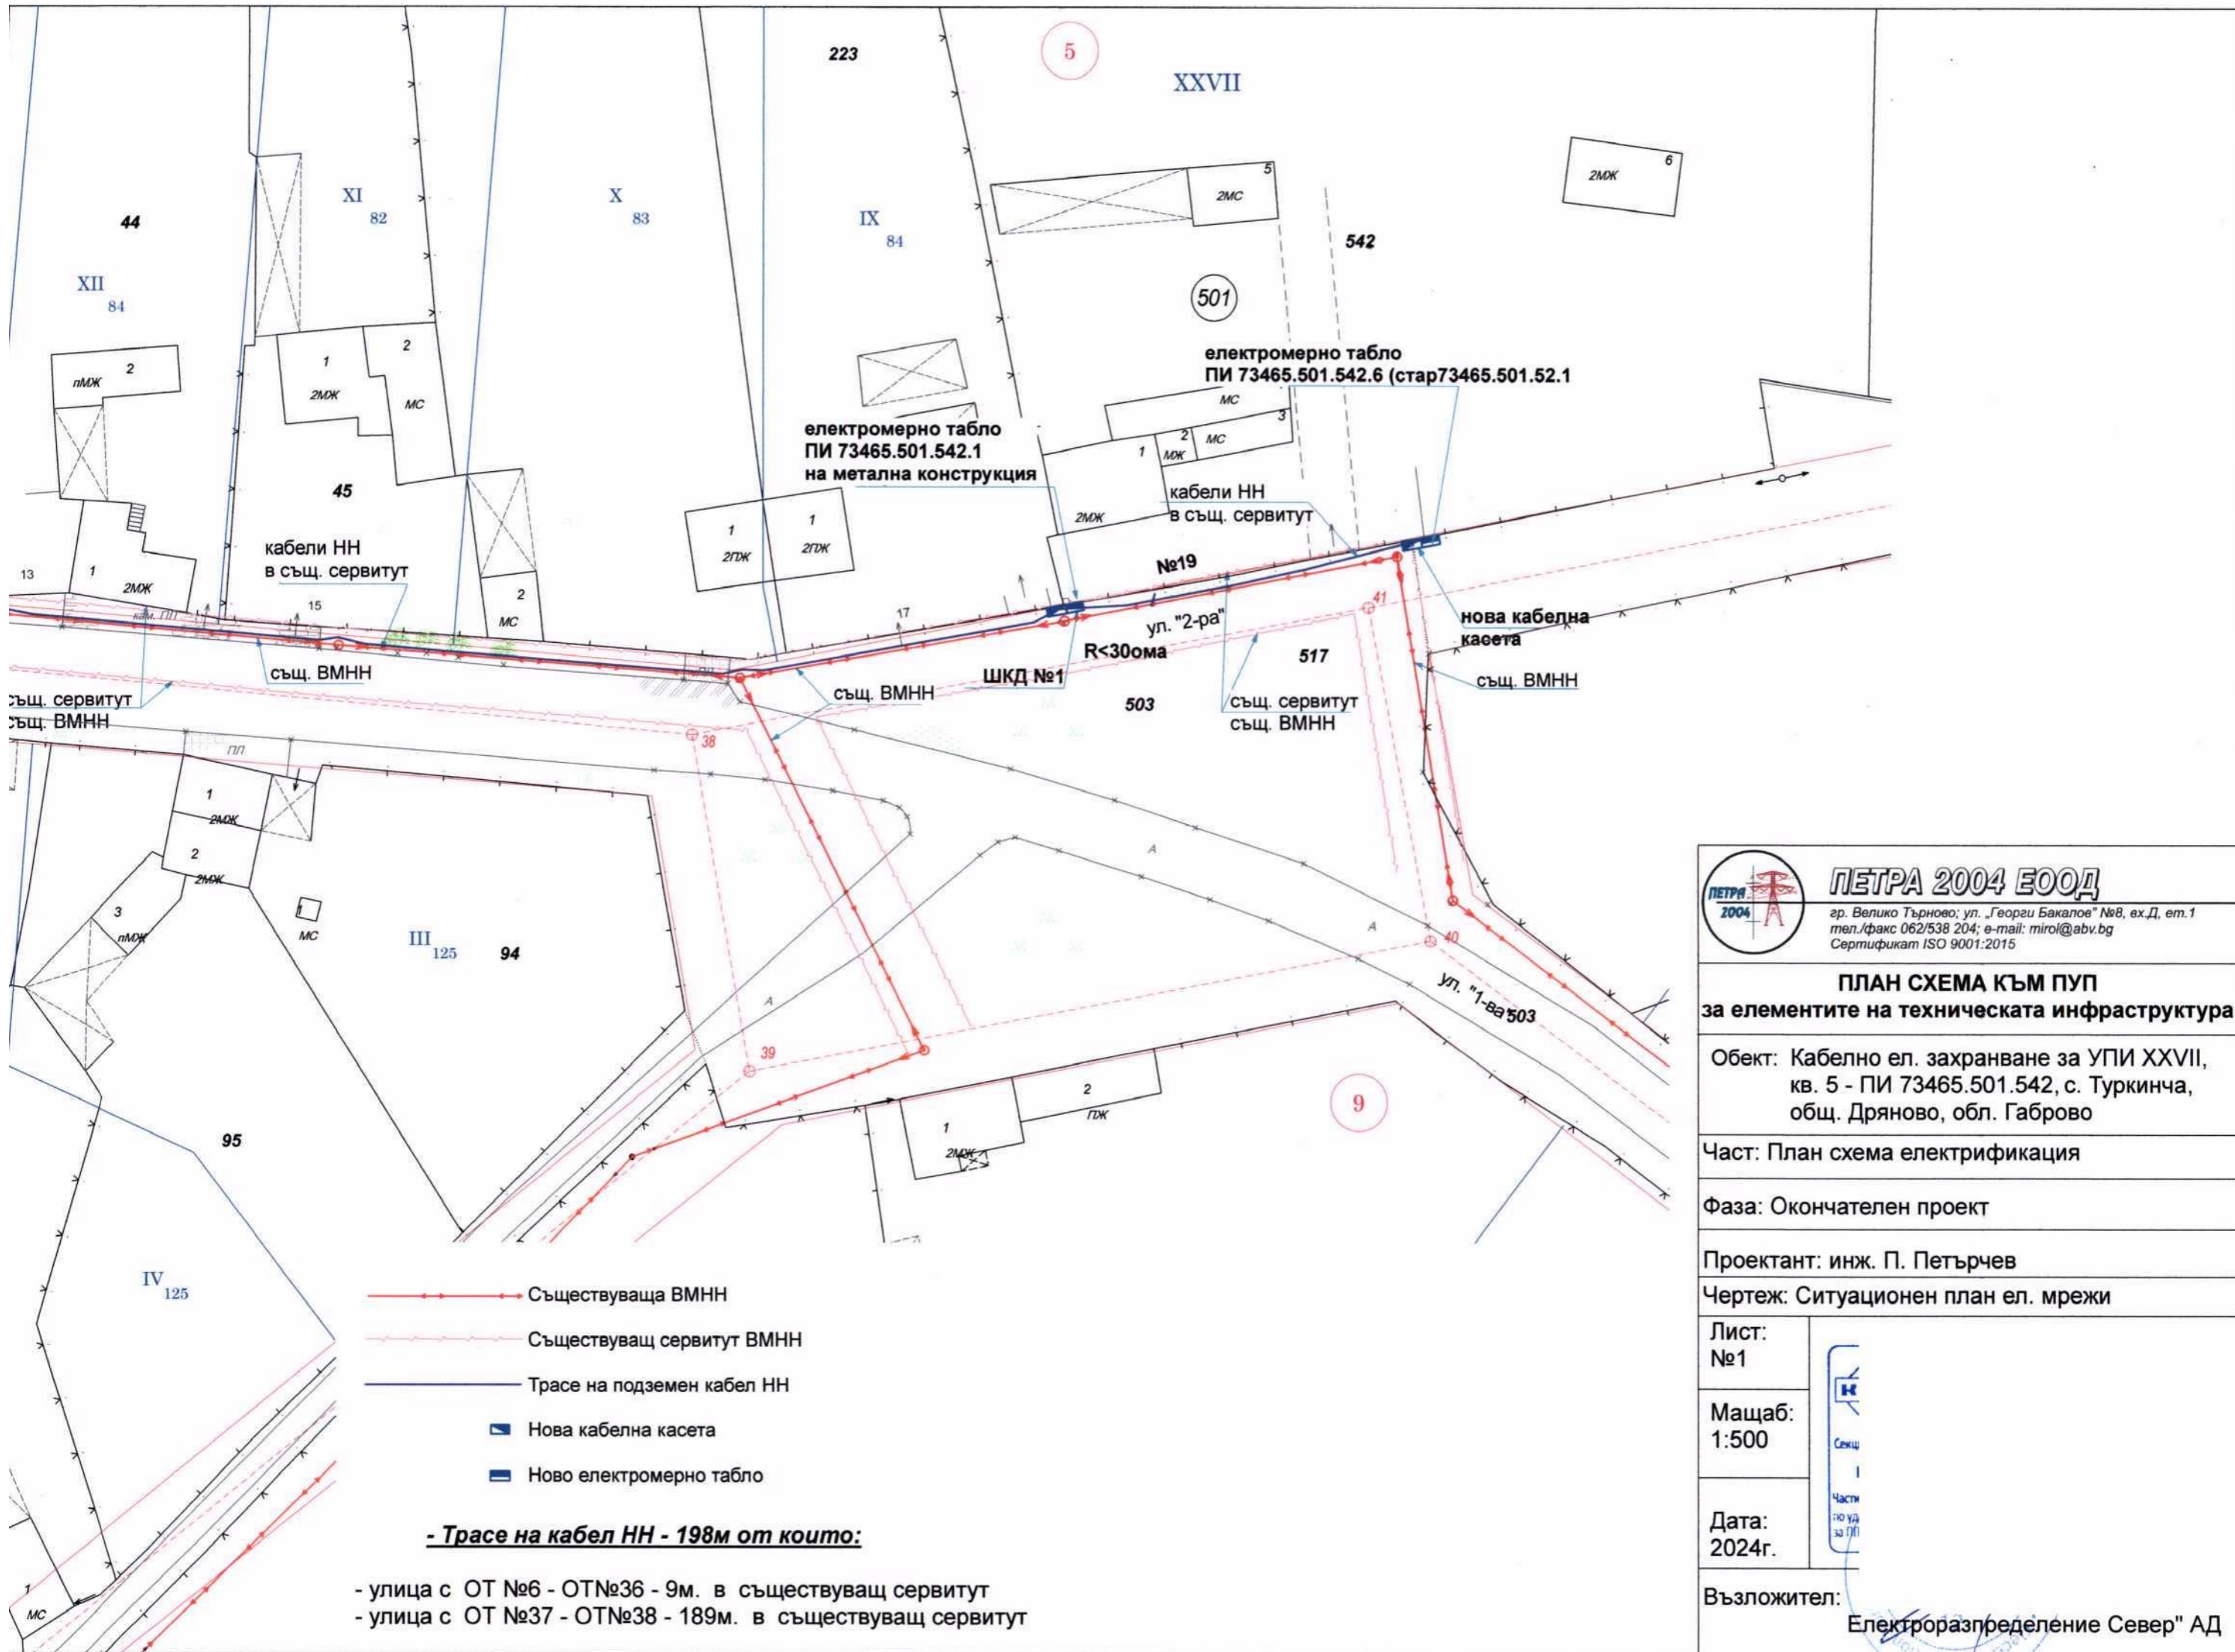 223
5
XXVII
44
XI
82
X
83
IX
84
XII
84
5
2МС
6
2МЖ
542
501
електромерно табло
ПИ 73465.501.542.6 (стар73465.501.52.1
2
пМЖ
1
2МЖ
2
МС
МС
3
2
МС
1
МЖ
2МЖ
електромерно табло
ПИ 73465.501.542.1
на метална конструкция
45
кабели НН
в същ. сервитут
1
2ПЖ
1
2ПЖ
кабели НН
в същ. сервитут
13
1
2МЖ
15
2
МС
17
№19
ул. "2-ра"
R<30ома
ШКД №1
41
нова кабелна
касета
517
503
същ. ВМНН
същ. ВМНН
същ. ВМНН
същ. сервитут
същ. ВМНН
същ. сервитут
същ. ВМНН
кам. ПП
38
ПЛ
1
2МЖ
2
2МЖ
3
пМЖ
1
МС
III
125
94
А
А
А
40
ул. "1-ва"
503
39
1
2МЖ
2
ПЖ
9
95
IV
125
1
МС
Съществуваща ВМНН
Съществуващ сервитут ВМНН
Трасе на подземен кабел НН
Нова кабелна касета
Ново електромерно табло
- Трасе на кабел НН - 198м от които:
- улица с ОТ №6 - ОТ№36 - 9м. в съществуващ сервитут
- улица с ОТ №37 - ОТ№38 - 189м. в съществуващ сервитут
ПЕТРА
2004
ПЕТРА 2004 ЕООД
гр. Велико Търново; ул. „Георги Бакалов" №8, вх.Д, ет.1
тел./факс 062/538 204; e-mail: mirol@abv.bg
Сертификат ISO 9001:2015
ПЛАН СХЕМА КЪМ ПУП
за елементите на техническата инфраструктура
Обект: Кабелно ел. захранване за УПИ XXVII,
кв. 5 - ПИ 73465.501.542, с. Туркинча,
общ. Дряново, обл. Габрово
Част: План схема електрификация
Фаза: Окончателен проект
Проектант: инж. П. Петърчев
Чертеж: Ситуационен план ел. мрежи
Лист:
№1
Мащаб:
1:500
Дата:
2024г.
Възложител:
Електроразпределение Север" АД